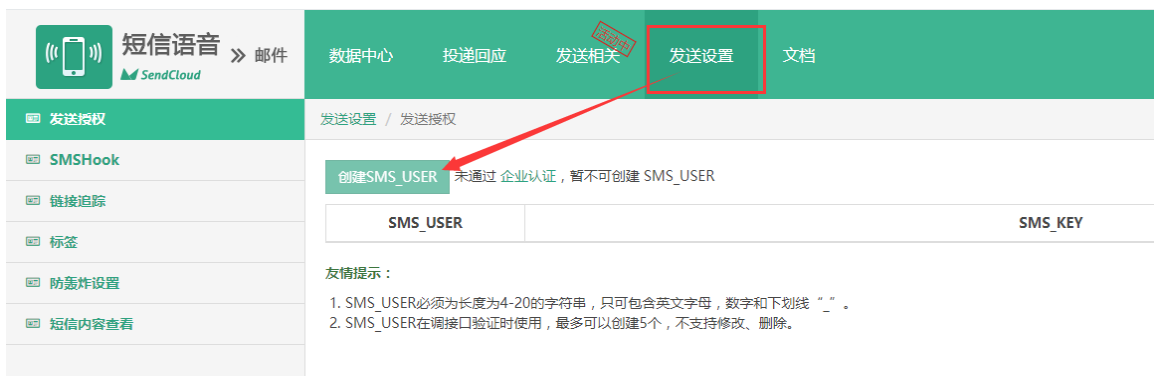 短信语音 >> 邮件
SendCloud
数据中心 投递回应 发送相关 发送设置 文档
活动中
发送授权
发送设置 / 发送授权
SMSHook
链接追踪
标签
防轰炸设置
短信内容查看
创建SMS_USER 未通过 企业认证，暂不可创建 SMS_USER
SMS_USER SMS_KEY
友情提示：
1. SMS_USER必须为长度为4-20的字符串，只可包含英文字母，数字和下划线“_”。
2. SMS_USER在调接口验证时使用，最多可以创建5个，不支持修改、删除。